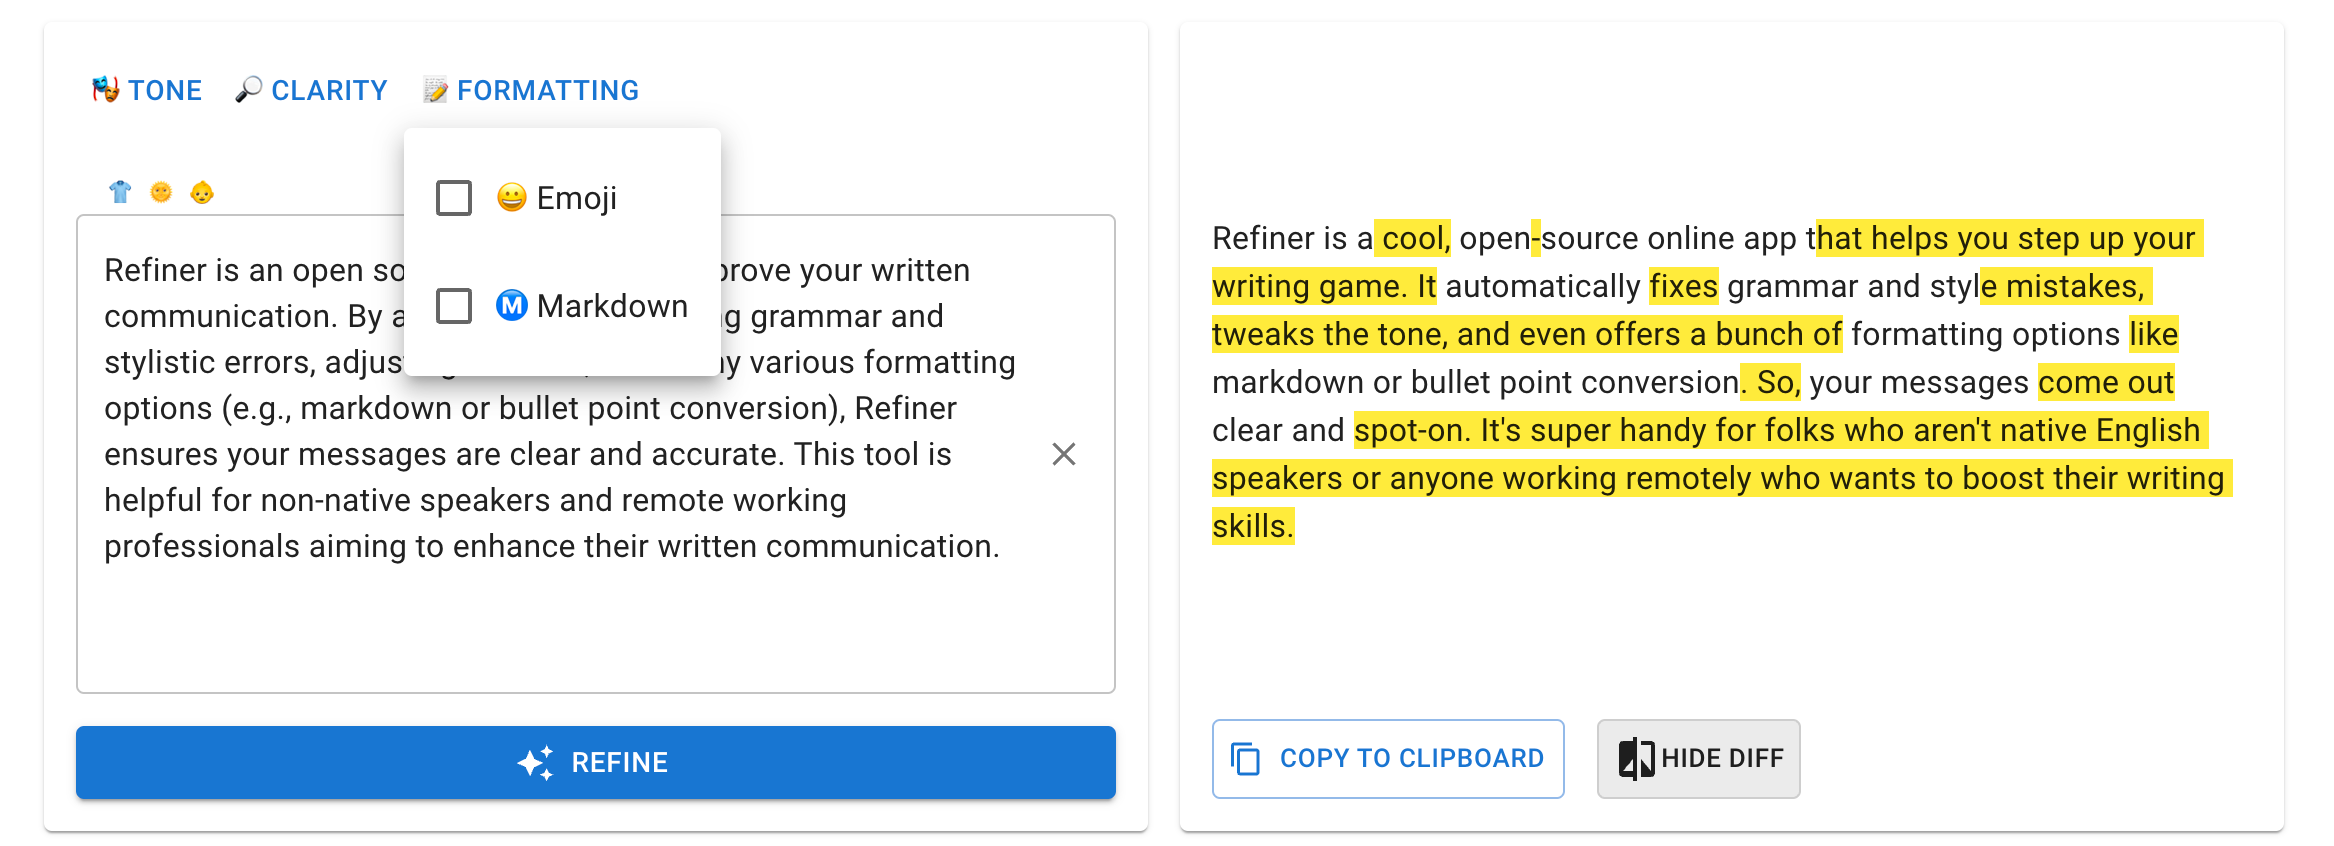 TONE CLARITY FORMATTING
Emoji
Markdown
Refiner is an open so prove your written
communication. By a g grammar and
stylistic errors, adjus y various formatting
options (e.g., markdown or bullet point conversion), Refiner
ensures your messages are clear and accurate. This tool is
helpful for non-native speakers and remote working
professionals aiming to enhance their written communication.
REFINE
Refiner is a cool, open-source online app that helps you step up your
writing game. It automatically fixes grammar and style mistakes,
tweaks the tone, and even offers a bunch of formatting options like
markdown or bullet point conversion. So, your messages come out
clear and spot-on. It's super handy for folks who aren't native English
speakers or anyone working remotely who wants to boost their writing
skills.
COPY TO CLIPBOARD HIDE DIFF